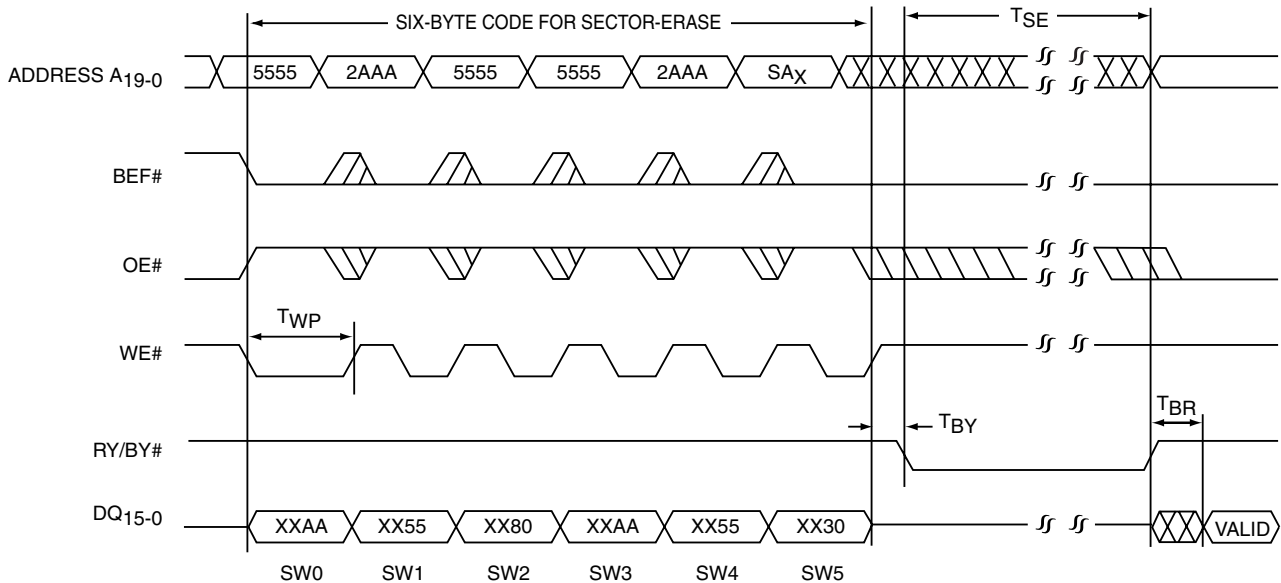 SIX-BYTE CODE FOR SECTOR-ERASE
TSE
ADDRESS A19-0
5555 2AAA 5555 5555 2AAA SAX
BEF#
OE#
TWP
WE#
TBY
TBR
RY/BY#
DQ15-0
XXAA XX55 XX80 XXAA XX55 XX30 VALID
SW0 SW1 SW2 SW3 SW4 SW5